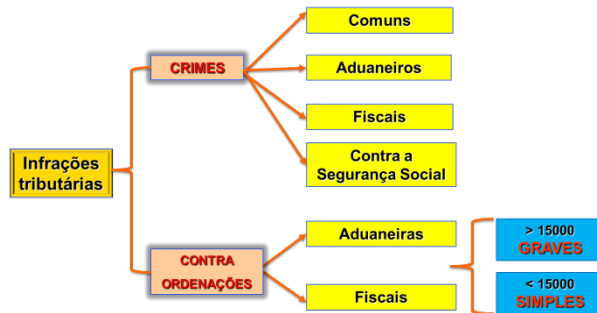 Infrações
tributárias
CRIMES
Comuns
Aduaneiros
Fiscais
Contra a
Segurança Social
CONTRA
ORDENAÇÕES
Aduaneiras
Fiscais
> 15000
GRAVES
< 15000
SIMPLES